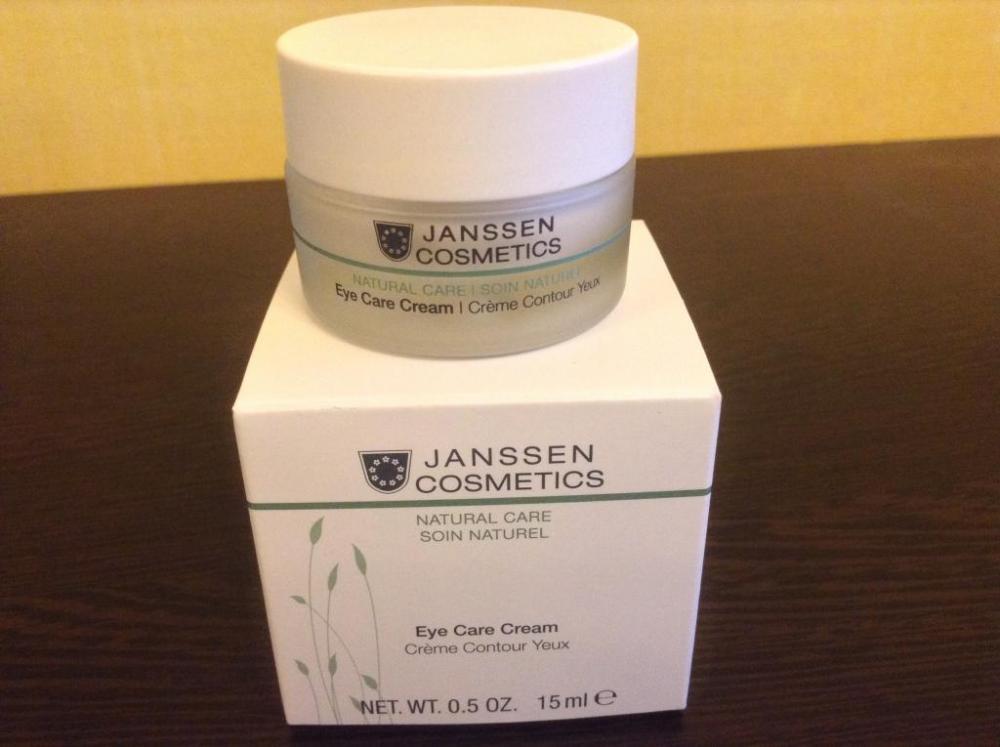 JANSSEN
COSMETICS
NATURAL CARE | SOIN NATUREL
Eye Care Cream | Crème Contour Yeux
JANSSEN
COSMETICS
NATURAL CARE
SOIN NATUREL
Eye Care Cream
Crème Contour Yeux
NET. WT. 0.5 OZ. 15 ml ℮